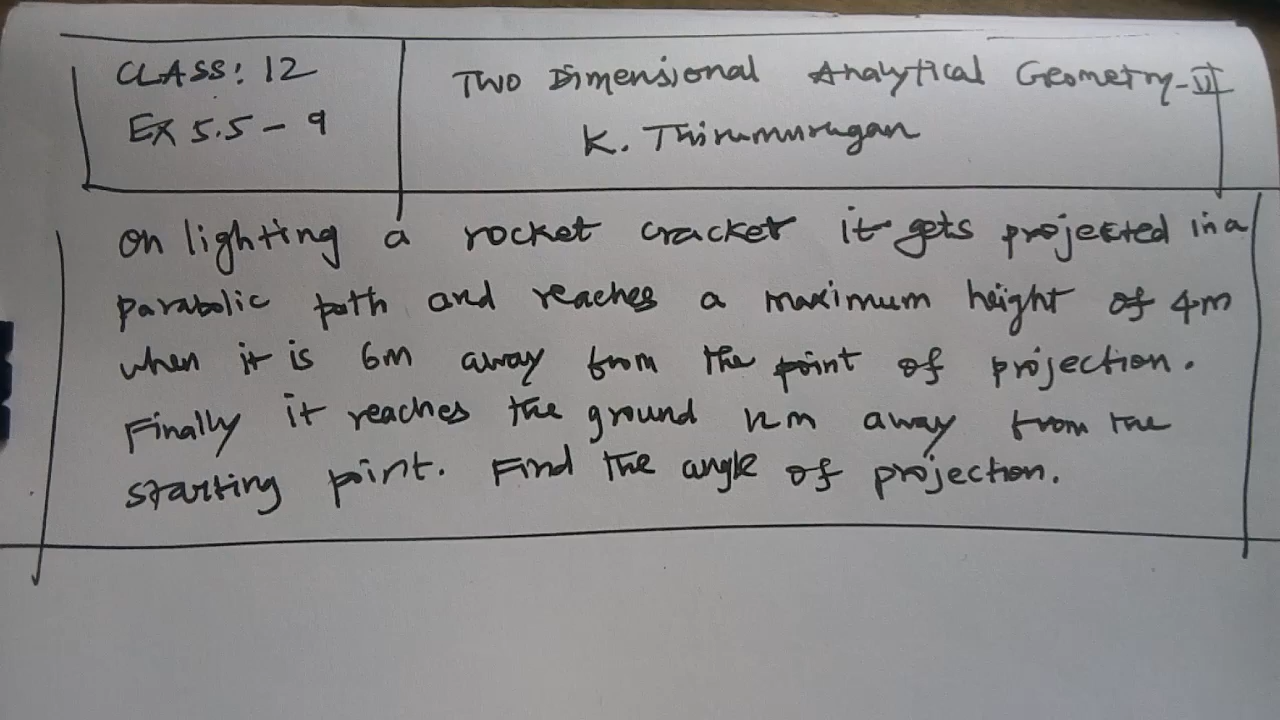 CLASS: 12
Ex 5.5 - 9
Two Dimensional Analytical Geometry-II
K. Thirumurugan
on lighting a rocket cracket it gets projected in a
parabolic path and reaches a maximum height of 4m
when it is 6m away from the point of projection.
Finally it reaches the ground 12m away from the
starting point. Find the angle of projection.